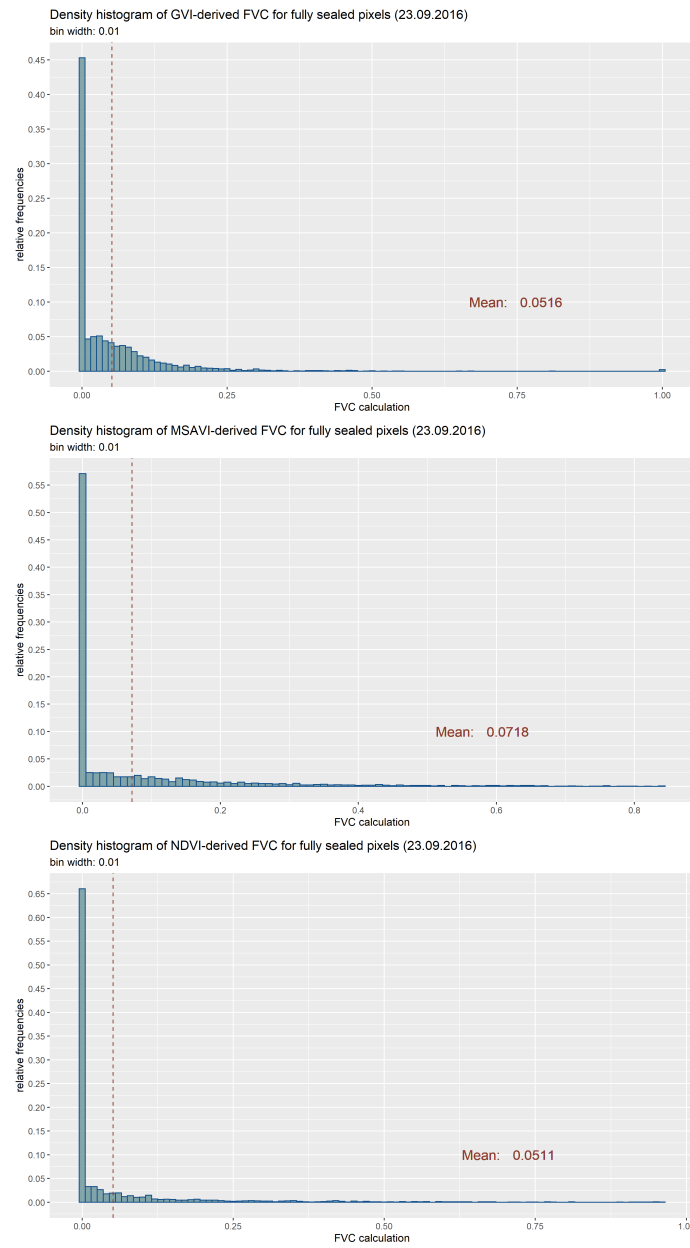 Density histogram of GVI-derived FVC for fully sealed pixels (23.09.2016)
bin width: 0.01
relative frequencies
0.45
0.40
0.35
0.30
0.25
0.20
0.15
0.10
0.05
0.00
Mean: 0.0516
0.00 0.25 0.50 0.75 1.00
FVC calculation
Density histogram of MSAVI-derived FVC for fully sealed pixels (23.09.2016)
bin width: 0.01
relative frequencies
0.55
0.50
0.45
0.40
0.35
0.30
0.25
0.20
0.15
0.10
0.05
0.00
Mean: 0.0718
0.0 0.2 0.4 0.6 0.8
FVC calculation
Density histogram of NDVI-derived FVC for fully sealed pixels (23.09.2016)
bin width: 0.01
relative frequencies
0.65
0.60
0.55
0.50
0.45
0.40
0.35
0.30
0.25
0.20
0.15
0.10
0.05
0.00
Mean: 0.0511
0.00 0.25 0.50 0.75 1.0
FVC calculation